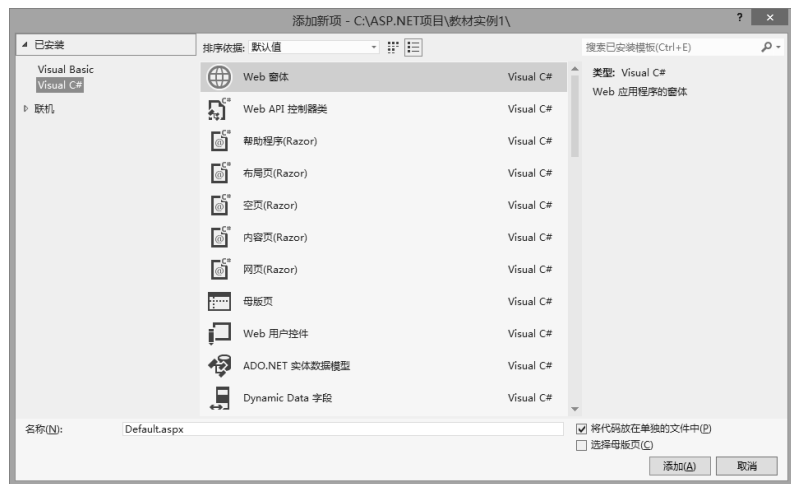 添加新项 - C:\ASP.NET项目\教材实例1\
? ×
已安装
排序依据: 默认值
搜索已安装模板(Ctrl+E)
Visual Basic
Visual C#
联机
Web 窗体 Visual C#
Web API 控制器类 Visual C#
帮助程序(Razor) Visual C#
布局页(Razor) Visual C#
空页(Razor) Visual C#
内容页(Razor) Visual C#
网页(Razor) Visual C#
母版页 Visual C#
Web 用户控件 Visual C#
ADO.NET 实体数据模型 Visual C#
Dynamic Data 字段 Visual C#
类型: Visual C#
Web 应用程序的窗体
名称(N): Default.aspx
将代码放在单独的文件中(P)
选择母版页(C)
添加(A) 取消